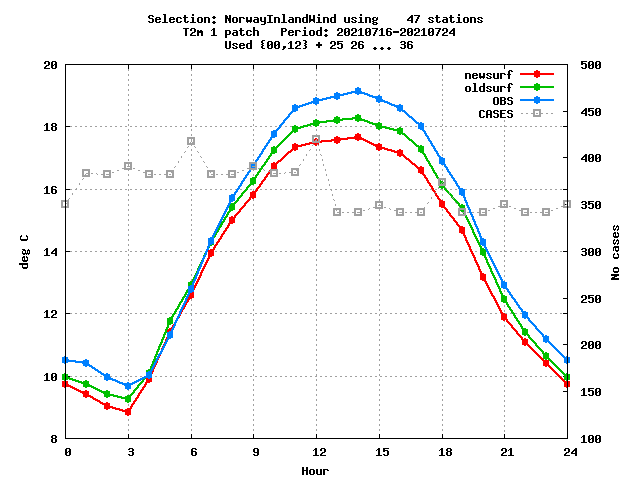 Selection: NorwayInlandWind using    47 stations
T2m 1 patch   Period: 20210716-20210724
Used {00,12} + 25 26 ... 36
newsurf
oldsurf
OBS
CASES
20
18
16
14
12
10
8
500
450
400
350
300
250
200
150
100
deg C
No cases
0 3 6 9 12 15 18 21 24
Hour